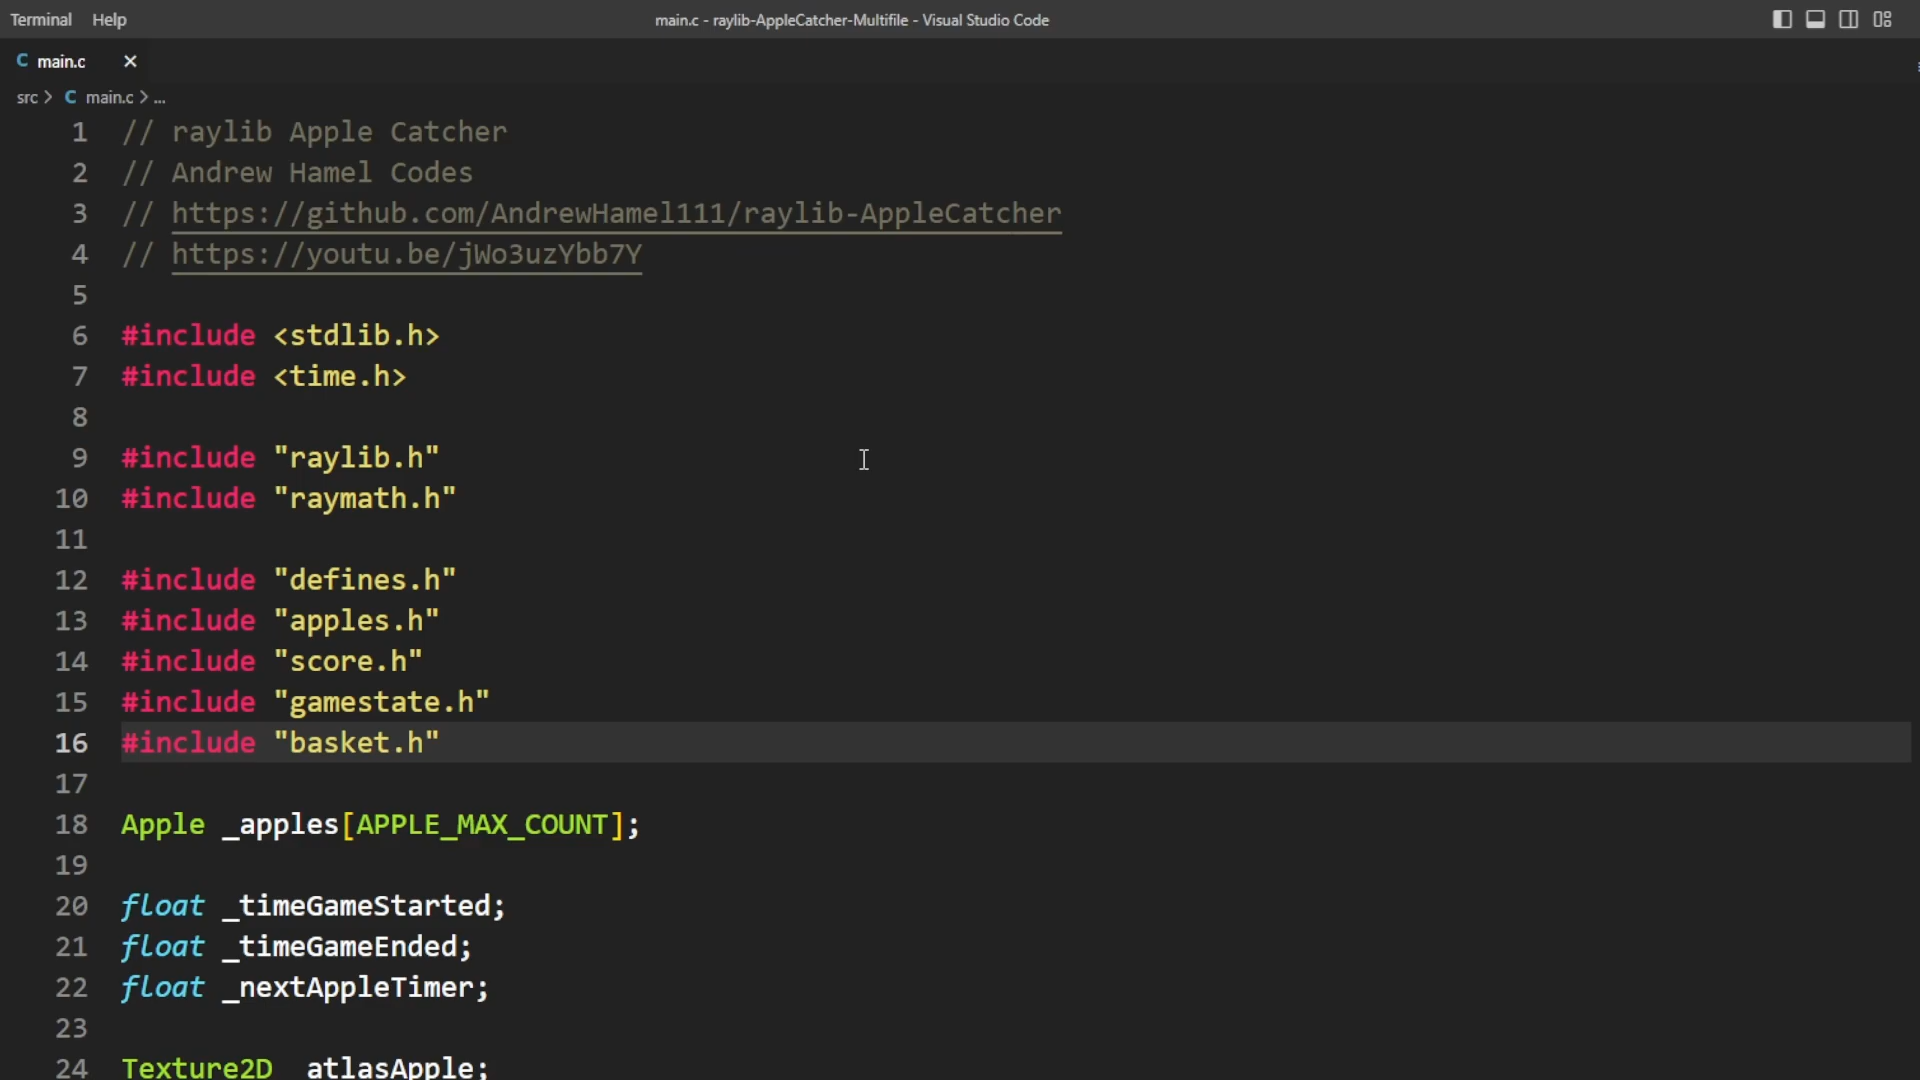 Terminal Help main.c - raylib-AppleCatcher-Multifile - Visual Studio Code
C main.c
src > C main.c > ...
1 // raylib Apple Catcher
2 // Andrew Hamel Codes
3 // https://github.com/AndrewHamel111/raylib-AppleCatcher
4 // https://youtu.be/jWo3uzYbb7Y
5
6 #include <stdlib.h>
7 #include <time.h>
8
9 #include "raylib.h"
10 #include "raymath.h"
11
12 #include "defines.h"
13 #include "apples.h"
14 #include "score.h"
15 #include "gamestate.h"
16 #include "basket.h"
17
18 Apple _apples[APPLE_MAX_COUNT];
19
20 float _timeGameStarted;
21 float _timeGameEnded;
22 float _nextAppleTimer;
23
24 Texture2D _atlasApple;